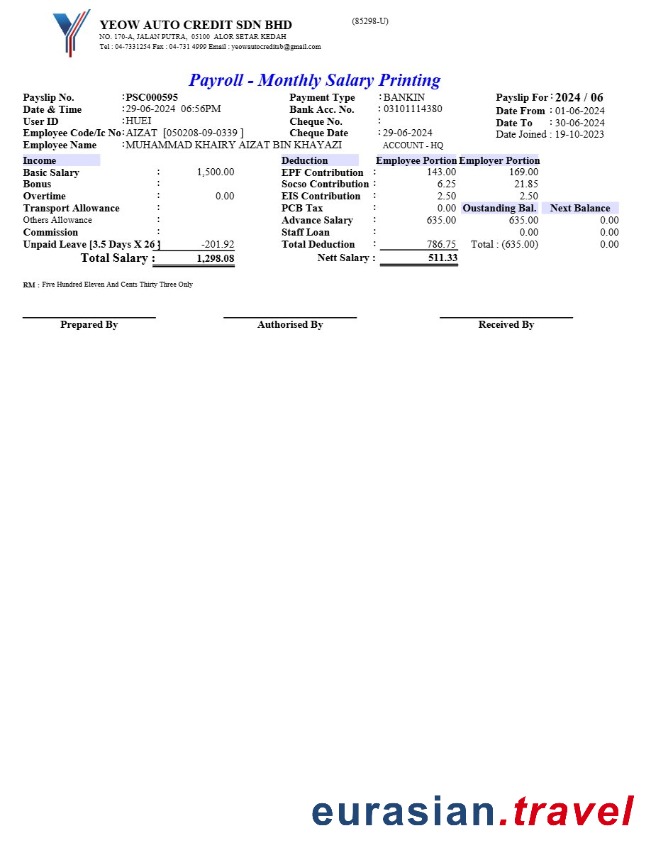 YEOW AUTO CREDIT SDN BHD (85298-U)
NO. 170-A, JALAN PUTRA, 05100 ALOR SETAR KEDAH
Tel : 04-7331254 Fax : 04-731 4999 Email : yeowautocreditsb@gmail.com
Payroll - Monthly Salary Printing
Payslip No. :PSC000595 Payment Type :BANKIN Payslip For : 2024 / 06
Date & Time :29-06-2024 06:56PM Bank Acc. No. : 03101114380 Date From : 01-06-2024
User ID :HUEI Cheque No. : Date To : 30-06-2024
Employee Code/Ic No:AIZAT [050208-09-0339 ] Cheque Date :29-06-2024 Date Joined : 19-10-2023
Employee Name :MUHAMMAD KHAIRY AIZAT BIN KHAYAZI ACCOUNT - HQ
Income Deduction Employee Portion Employer Portion
Basic Salary : 1,500.00 EPF Contribution : 143.00 169.00
Bonus : Socso Contribution : 6.25 21.85
Overtime : 0.00 EIS Contribution : 2.50 2.50
Transport Allowance : PCB Tax : 0.00 Oustanding Bal. Next Balance
Others Allowance : Advance Salary : 635.00 635.00 0.00
Commission : Staff Loan : 0.00 0.00
Unpaid Leave [3.5 Days X 26 ] -201.92 Total Deduction : 786.75 Total : (635.00) 0.00
Total Salary : 1,298.08 Nett Salary : 511.33
RM : Five Hundred Eleven And Cents Thirty Three Only
Prepared By Authorised By Received By
eurasian.travel